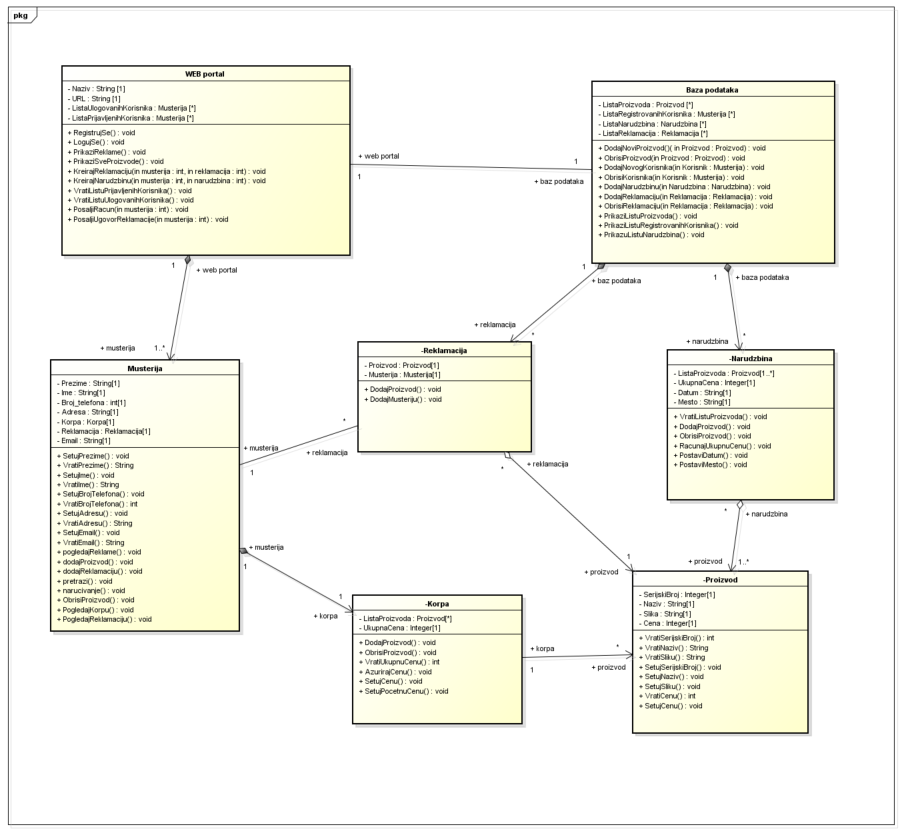 pkg
WEB portal
- Naziv : String [1]
- URL : String [1]
- ListaUlogovanihKorisnika : Musterija [*]
- ListaPrijavljenihKorisnika : Musterija [*]
+ RegistrujSe() : void
+ LogujSe() : void
+ PrikaziReklame() : void
+ PrikaziSveProizvode() : void
+ KreirajReklamaciju(in musterija : int, in reklamacija : int) : void
+ KreirajNarudzbinu(in musterija : int, in narudzbina : int) : void
+ VratiListuPrijavljenihKorisnika() : void
+ VratiListuUlogovanihKorisnika() : void
+ PosaljiRacun(in musterija : int) : void
+ PosaljiUgovorReklamacije(in musterija : int) : void
+ web portal
1
1
+ baz podataka
Baza podataka
- ListaProizvoda : Proizvod [*]
- ListaRegistrovanihKorisnika : Musterija [*]
- ListaNarudzbina : Narudzbina [*]
- ListaReklamacija : Reklamacija [*]
+ DodajNoviProizvod()( in Proizvod : Proizvod) : void
+ ObrisiProizvod(in Proizvod : Proizvod) : void
+ DodajNovogKorisnika(in Korisnik : Musterija) : void
+ ObrisiKorisnika(in Korisnik : Musterija) : void
+ DodajNarudzbinu(in Narudzbina : Narudzbina) : void
+ DodajReklamaciju(in Reklamacija : Reklamacija) : void
+ ObrisiReklamaciju(in Reklamacija : Reklamacija) : void
+ PrikaziListuProizvoda() : void
+ PrikaziListuRegistrovanihKorisnika() : void
+ PrikazuListuNarudzbina() : void
1
+ web portal
+ musterija
1..*
1
+ baz podataka
+ reklamacija
*
1
+ baza podataka
*
+ narudzbina
Musterija
- Prezime : String[1]
- Ime : String[1]
- Broj_telefona : int[1]
- Adresa : String[1]
- Korpa : Korpa[1]
- Reklamacija : Reklamacija[1]
- Email : String[1]
+ SetujPrezime() : void
+ VratiPrezime() : String
+ SetujIme() : void
+ VratiIme() : String
+ SetujBrojTelefona() : void
+ VratiBrojTelefona() : int
+ SetujAdresu() : void
+ VratiAdresu() : String
+ SetujEmail() : void
+ VratiEmail() : String
+ pogledajReklame() : void
+ dodajProizvod() : void
+ dodajReklamaciju() : void
+ pretrazi() : void
+ narucivanje() : void
+ ObrisiProizvod() : void
+ PogledajKorpu() : void
+ PogledajReklamaciju() : void
-Reklamacija
- Proizvod : Proizvod[1]
- Musterija : Musterija[1]
+ DodajProizvod() : void
+ DodajMusteriju() : void
-Narudzbina
- ListaProizvoda : Proizvod[1..*]
- UkupnaCena : Integer[1]
- Datum : String[1]
- Mesto : String[1]
+ VratiListuProizvoda() : void
+ DodajProizvod() : void
+ ObrisiProizvod() : void
+ RacunajUkupnuCenu() : void
+ PostaviDatum() : void
+ PostaviMesto() : void
*
+ musterija
+ reklamacija
1
+ reklamacija
*
1
+ proizvod
*
+ narudzbina
+ proizvod
1..*
+ musterija
1
1
+ korpa
-Korpa
- ListaProizvoda : Proizvod[*]
- UkupnaCena : Integer[1]
+ DodajProizvod() : void
+ ObrisiProizvod() : void
+ VratiUkupnuCenu() : int
+ AzurirajCenu() : void
+ SetujCenu() : void
+ SetujPocetnuCenu() : void
+ korpa
*
1
+ proizvod
-Proizvod
- SerijskiBroj : Integer[1]
- Naziv : String[1]
- Slika : String[1]
- Cena : Integer[1]
+ VratiSerijskiBroj() : int
+ VratiNaziv() : String
+ VratiSliku() : String
+ SetujSerijskiBroj() : void
+ SetujNaziv() : void
+ SetujSliku() : void
+ VratiCenu() : int
+ SetujCenu() : void